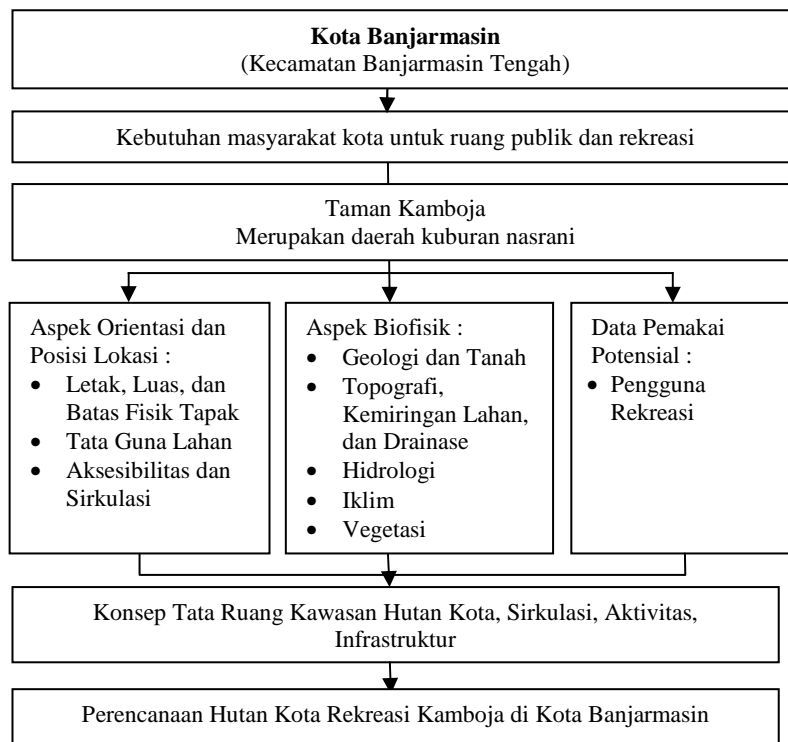 Kota Banjarmasin
(Kecamatan Banjarmasin Tengah)
Kebutuhan masyarakat kota untuk ruang publik dan rekreasi
Taman Kamboja
Merupakan daerah kuburan nasrani
Aspek Orientasi dan
Posisi Lokasi :
• Letak, Luas, dan
Batas Fisik Tapak
• Tata Guna Lahan
• Aksesibilitas dan
Sirkulasi
Aspek Biofisik :
• Geologi dan Tanah
• Topografi,
Kemiringan Lahan,
dan Drainase
• Hidrologi
• Iklim
• Vegetasi
Data Pemakai
Potensial :
• Pengguna
Rekreasi
Konsep Tata Ruang Kawasan Hutan Kota, Sirkulasi, Aktivitas,
Infrastruktur
Perencanaan Hutan Kota Rekreasi Kamboja di Kota Banjarmasin